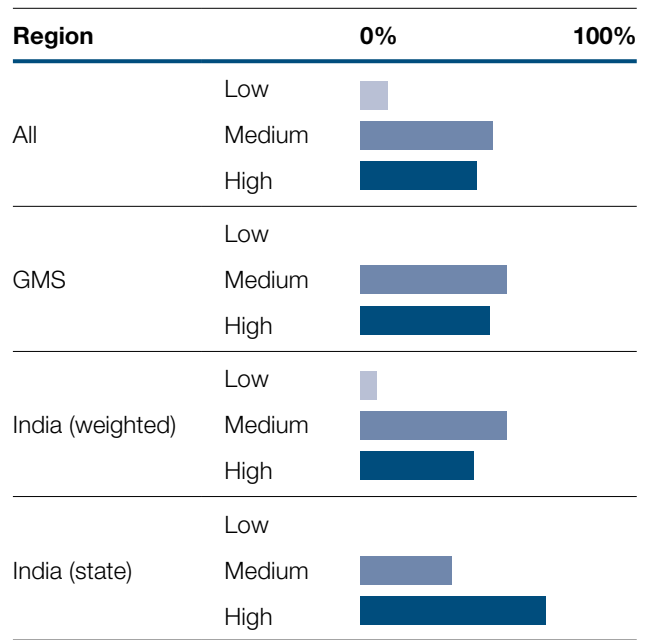 Region 0% 100%
Low
All Medium
High
Low
GMS Medium
High
Low
India (weighted) Medium
High
Low
India (state) Medium
High